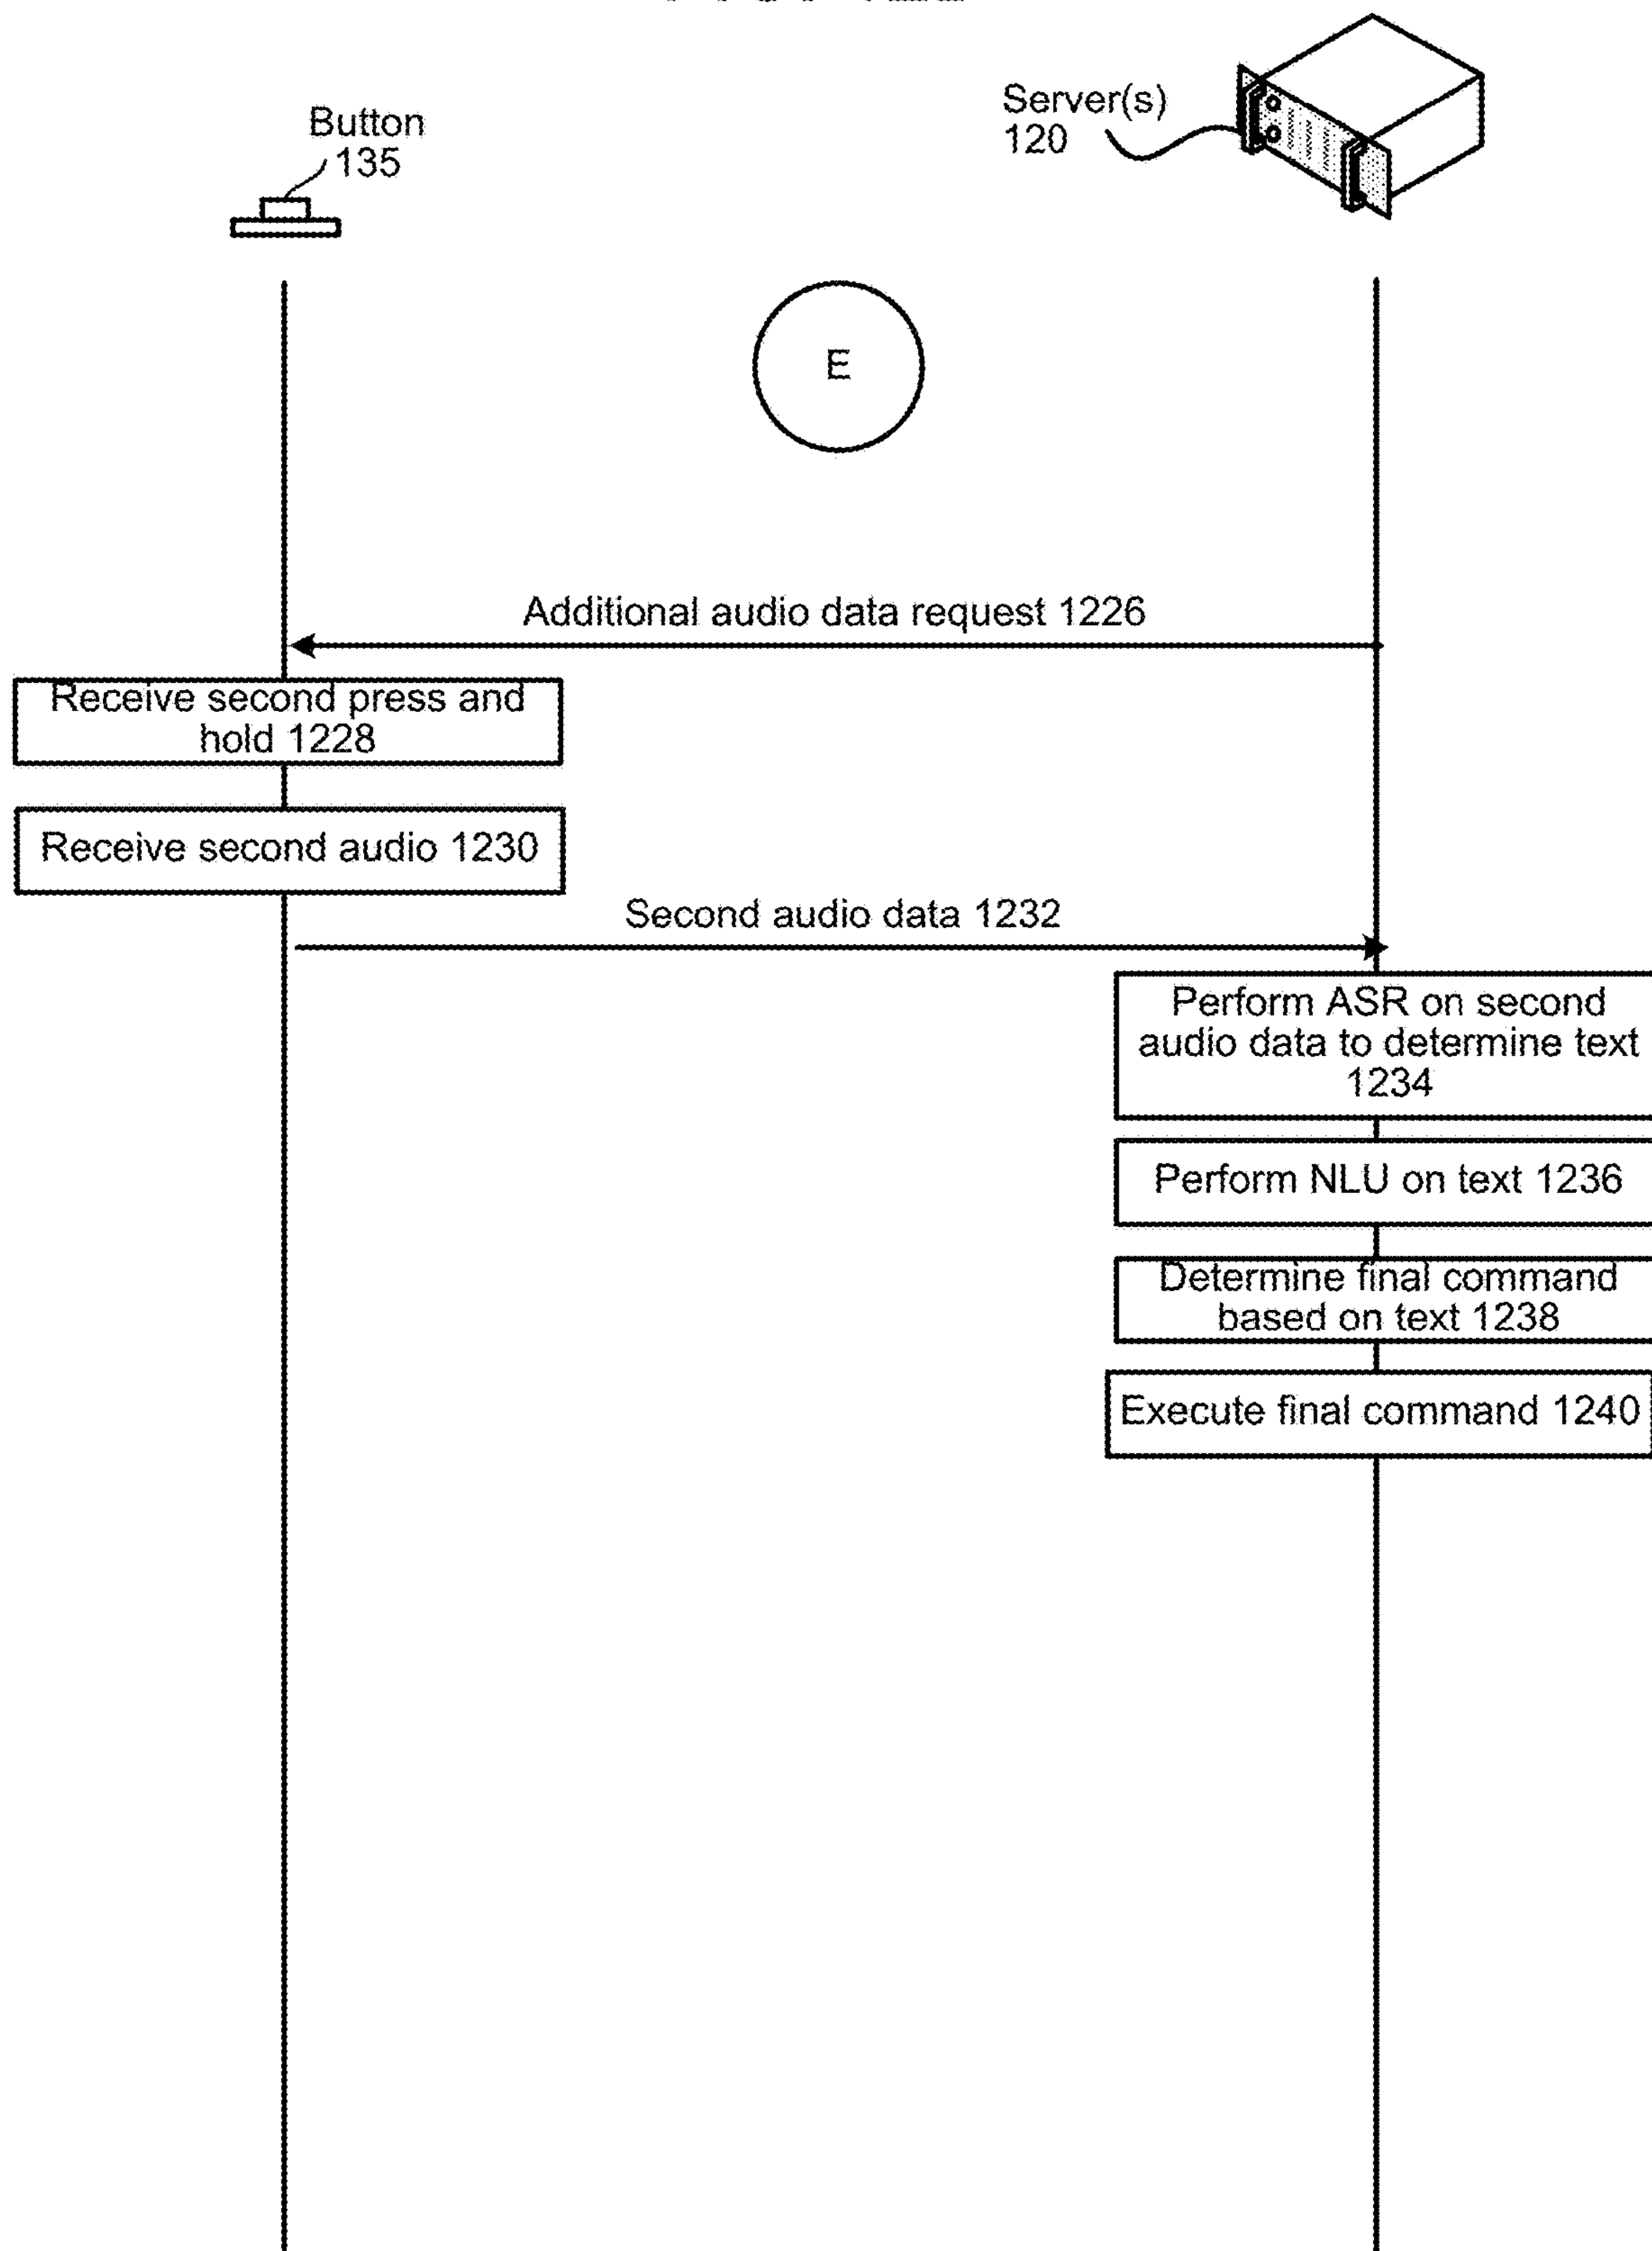 Button
135
Server(s)
120
E
Additional audio data request 1226
Receive second press and
hold 1228
Receive second audio 1230
Second audio data 1232
Perform ASR on second
audio data to determine text
1234
Perform NLU on text 1236
Determine final command
based on text 1238
Execute final command 1240